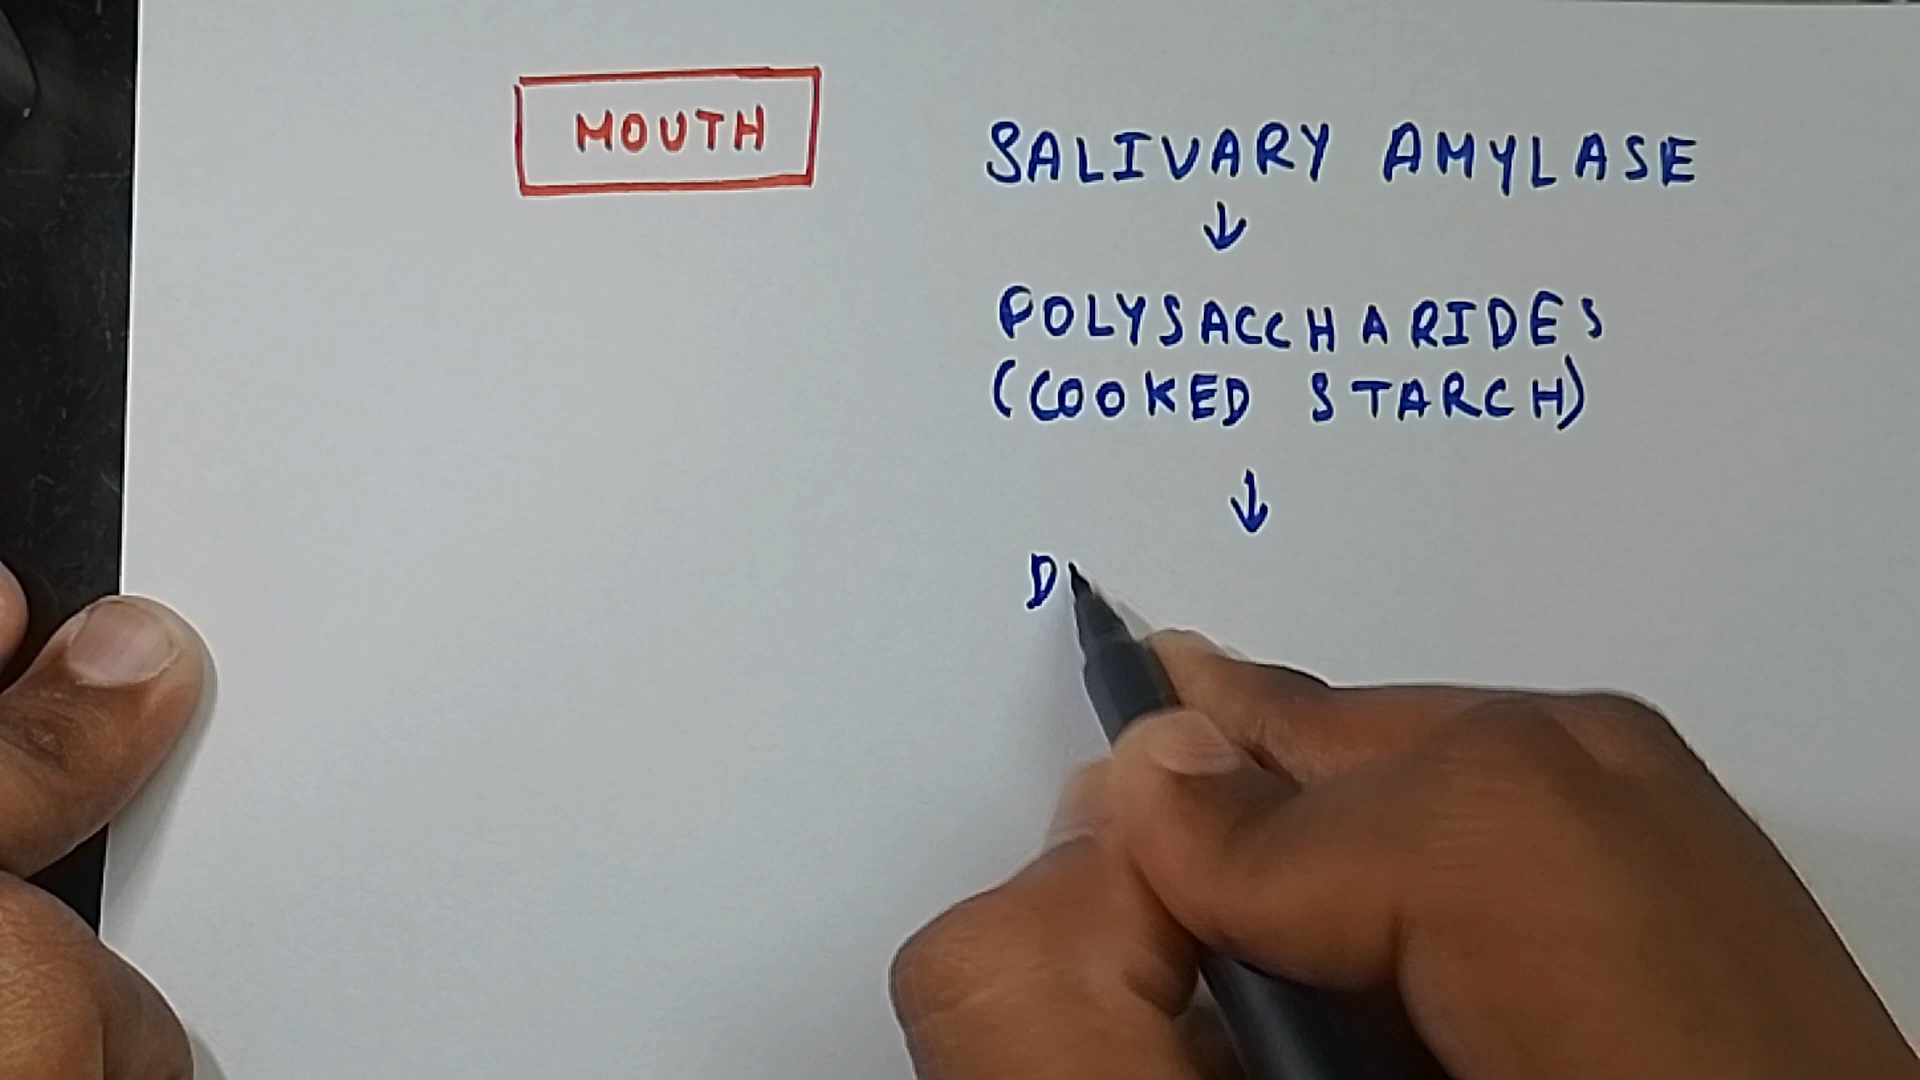 MOUTH
SALIVARY AMYLASE
↓
POLYSACCHARIDES
(COOKED STARCH)
↓
D